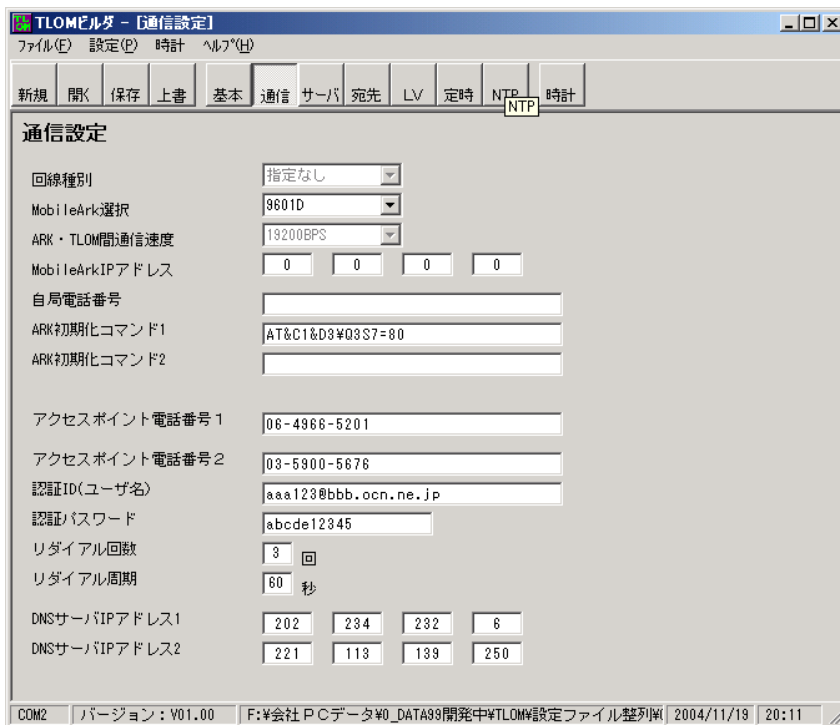 TLOMビルダ - [通信設定]
ファイル(F) 設定(P) 時計 ヘルプ(H)
新規 開く 保存 上書 基本 通信 サーバ 宛先 LV 定時 NTP 時計
NTP
通信設定
回線種別 指定なし
MobileArk選択 9601D
ARK・TLOM間通信速度 19200BPS
MobileArkIPアドレス 0 0 0 0
自局電話番号
ARK初期化コマンド1 AT&C1&D3¥Q3S7=80
ARK初期化コマンド2
アクセスポイント電話番号1 06-4966-5201
アクセスポイント電話番号2 03-5900-5676
認証ID(ユーザ名) aaa123@bbb.ocn.ne.jp
認証パスワード abcde12345
リダイアル回数 3 回
リダイアル周期 60 秒
DNSサーバIPアドレス1 202 234 232 6
DNSサーバIPアドレス2 221 113 139 250
COM2 バージョン:V01.00 F:¥会社PCデータ¥0_DATA99開発中¥TLOM¥設定ファイル整列¥( 2004/11/19 20:11